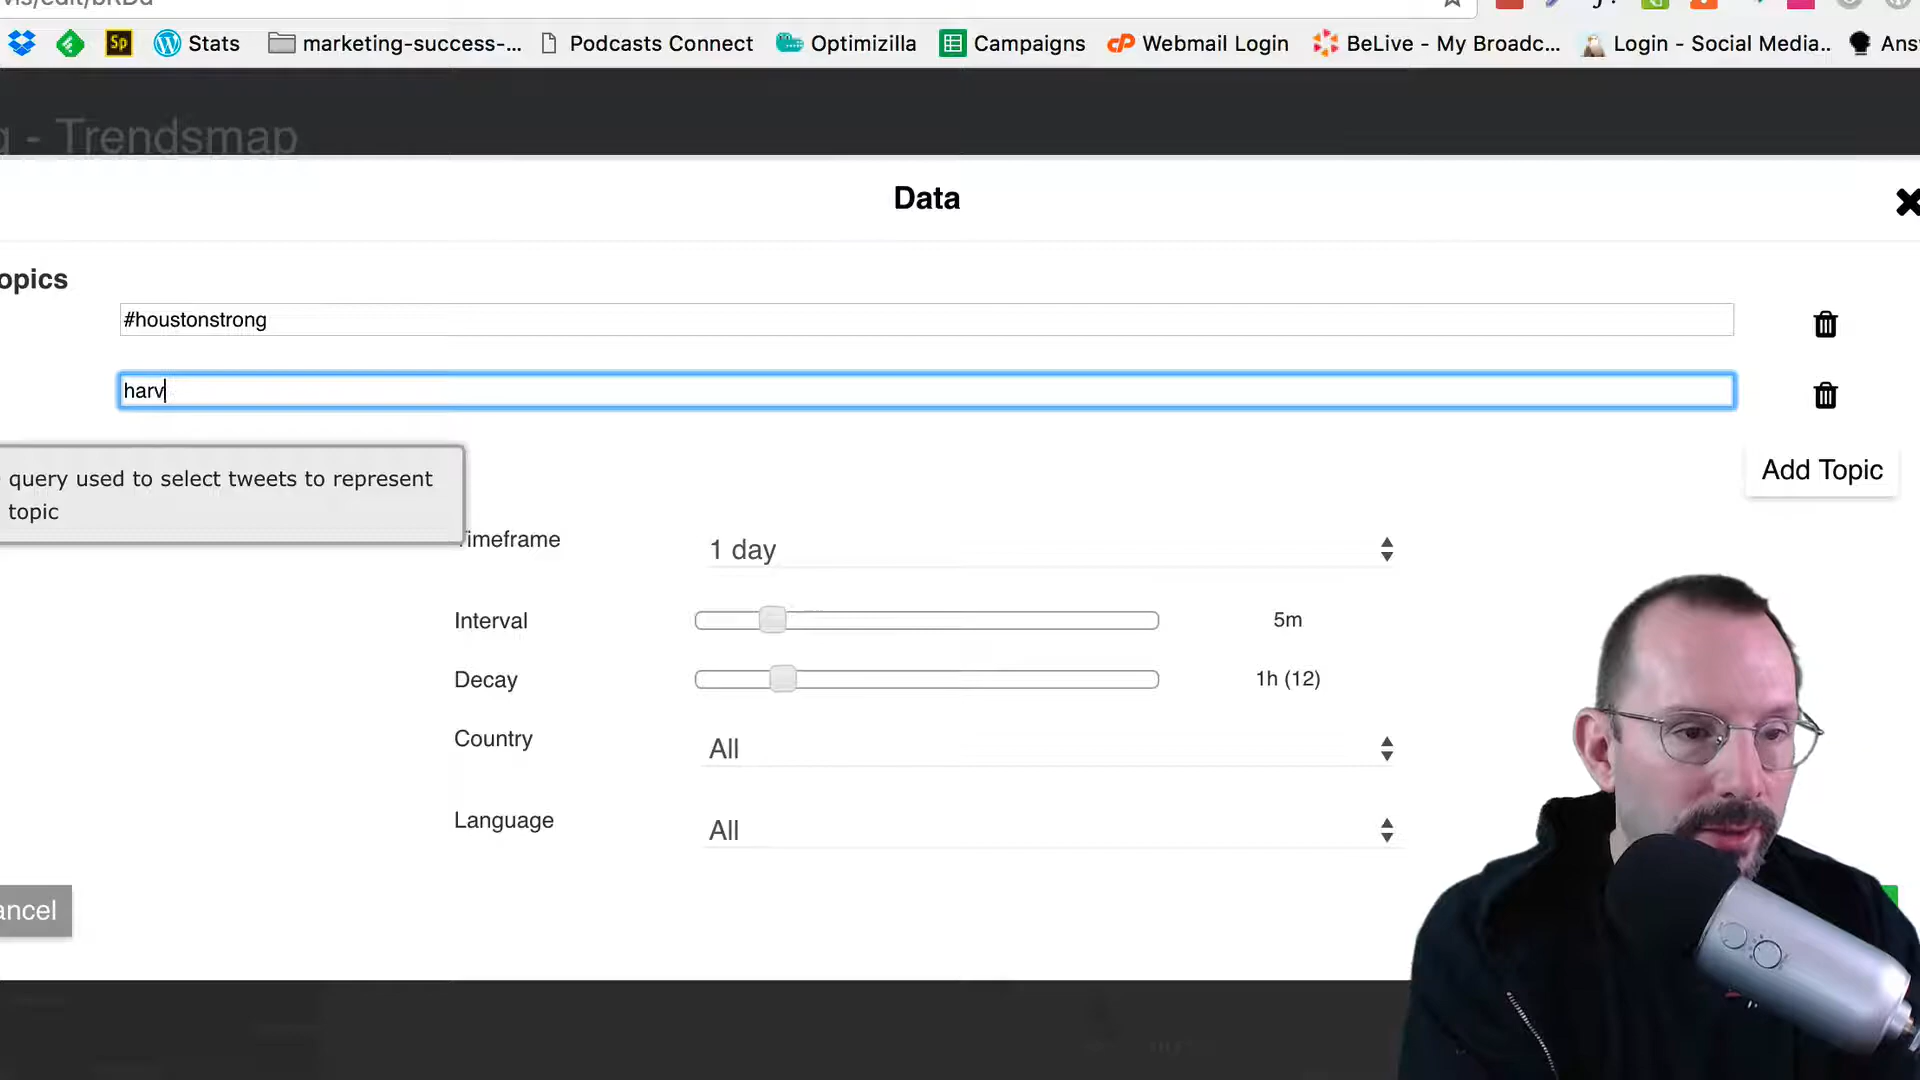 Stats
marketing-success-...
Podcasts Connect
Optimizilla
Campaigns
Webmail Login
BeLive - My Broadc...
Login - Social Media..
Sp
- Trendsmap
Data
opics
#houstonstrong
harv
query used to select tweets to represent
topic
Add Topic
Timeframe
1 day
Interval
5m
Decay
1h (12)
Country
All
Language
All
ancel